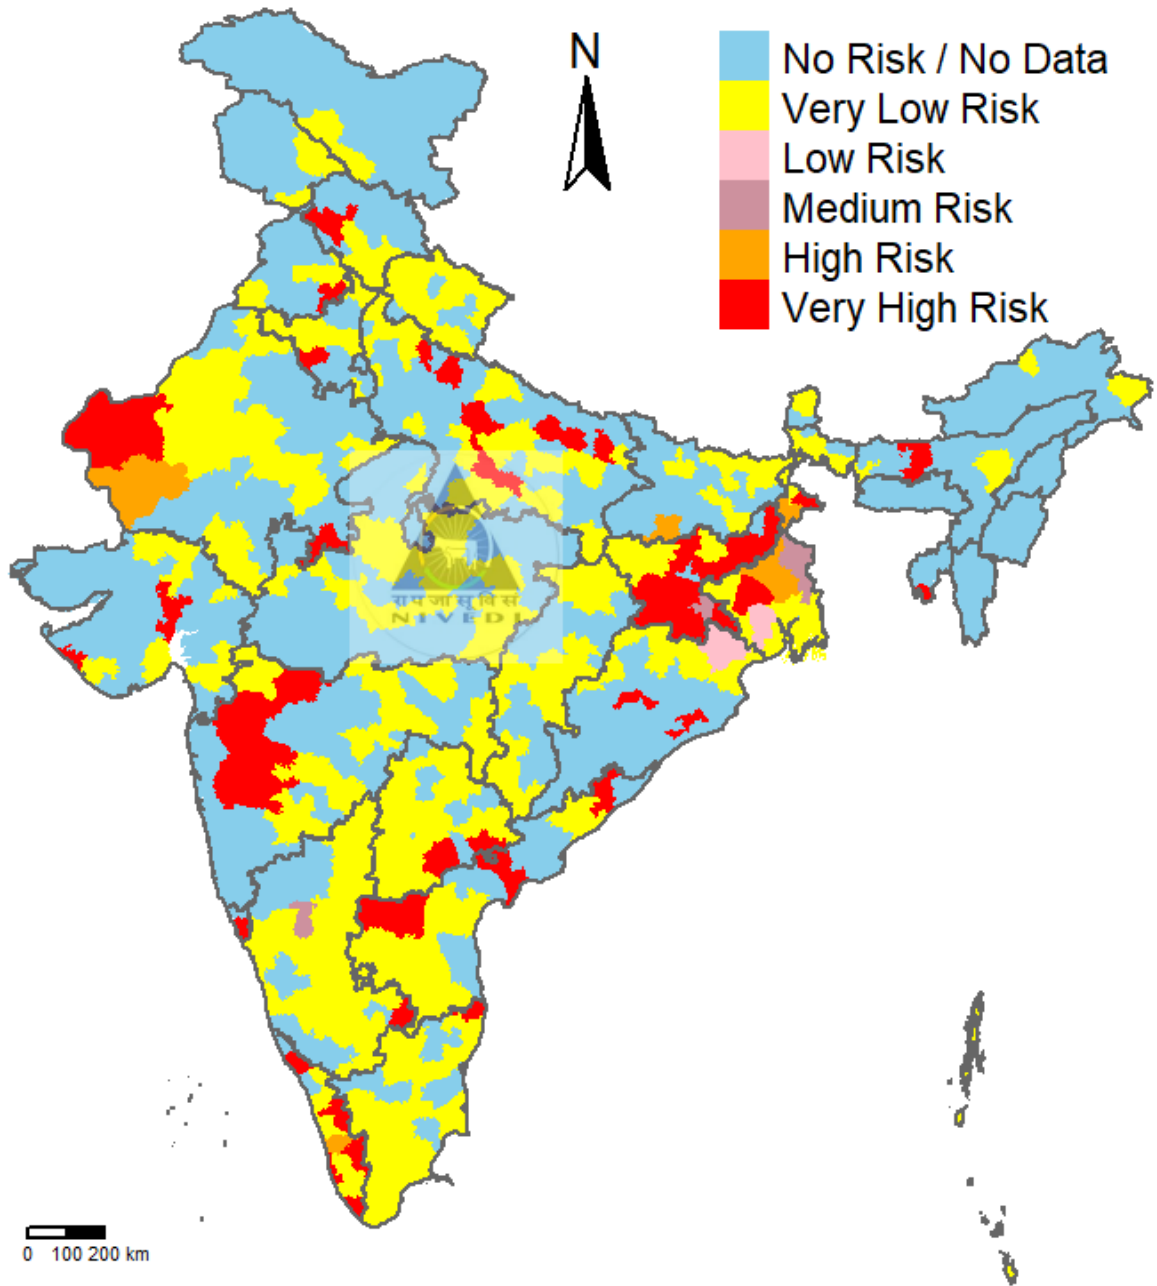 N
No Risk / No Data
Very Low Risk
Low Risk
Medium Risk
High Risk
Very High Risk
रा प जा सू वि सं
NIVEDI
0 100 200 km